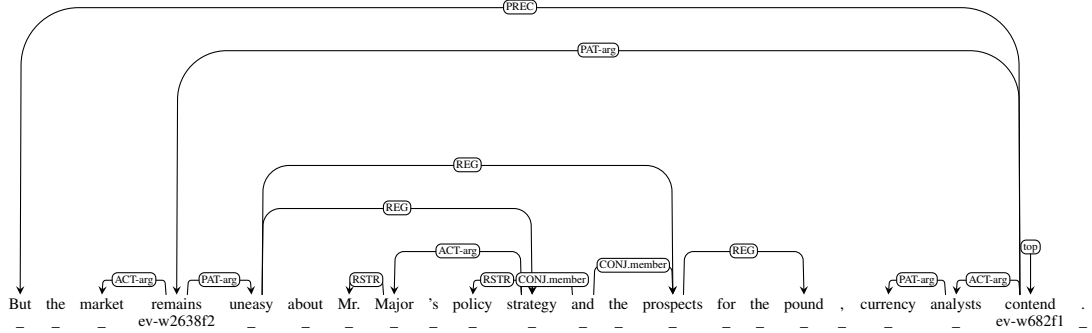 PREC
PAT-arg
REG
REG
ACT-arg REG top
CONJ.member
ACT-arg PAT-arg RSTR RSTR CONJ.member PAT-arg ACT-arg
But the market remains uneasy about Mr. Major 's policy strategy and the prospects for the pound , currency analysts contend .
_ _ _ ev-w2638f2 _ _ _ _ _ _ _ _ _ _ _ _ _ _ _ _ ev-w682f1 _